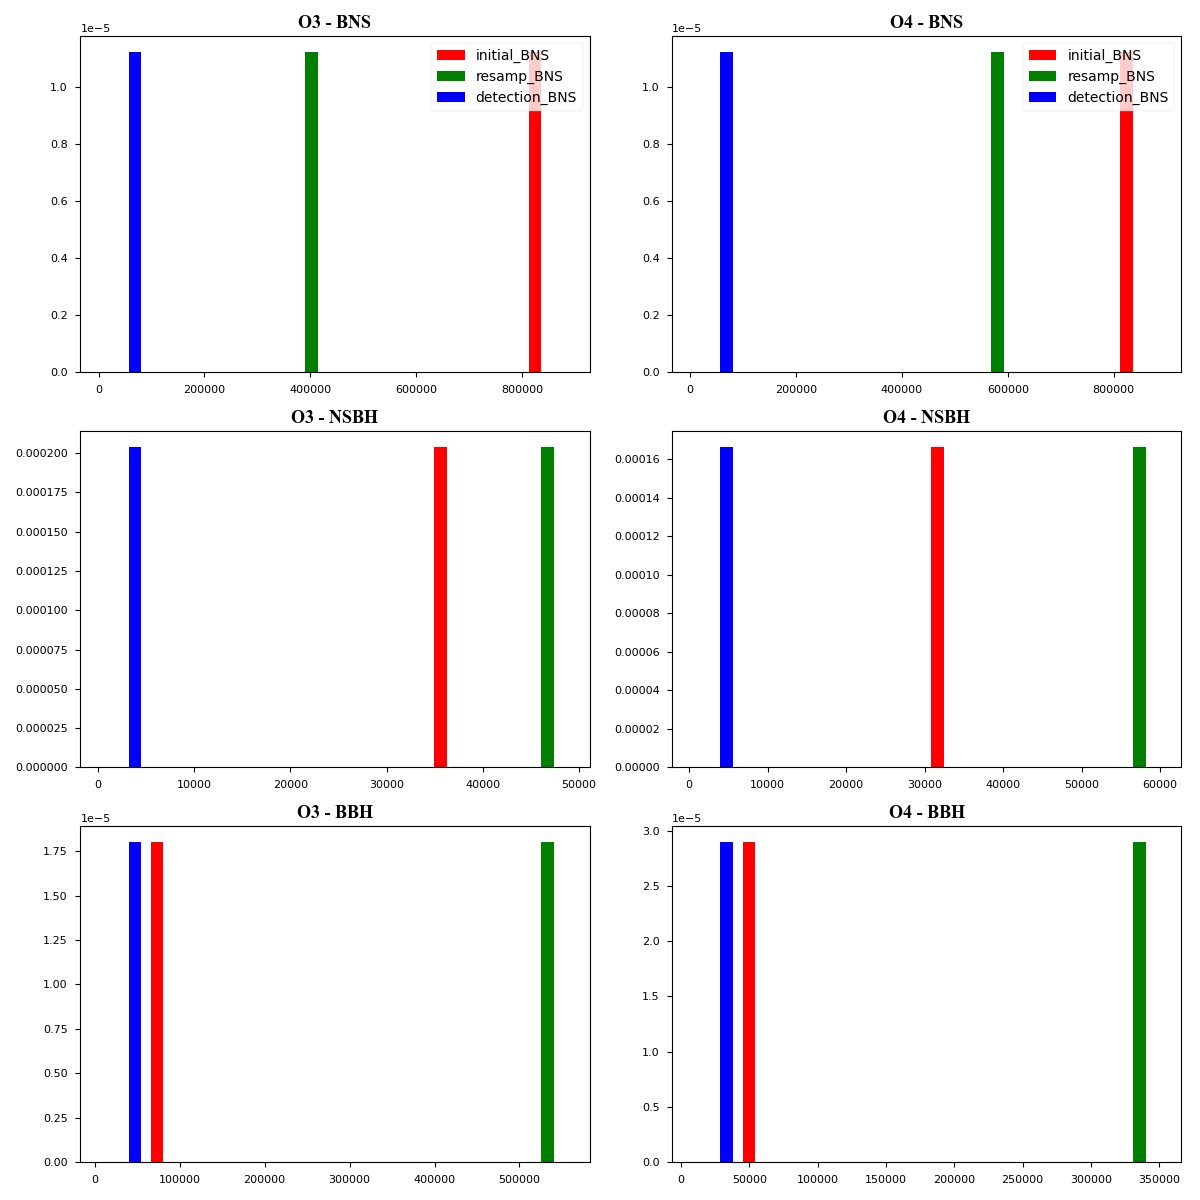 O3 - BNS
1e−5
initial_BNS
resamp_BNS
detection_BNS
1.0
0.8
0.6
0.4
0.2
0.0
0 200000 400000 600000 800000
O4 - BNS
1e−5
initial_BNS
resamp_BNS
detection_BNS
1.0
0.8
0.6
0.4
0.2
0.0
0 200000 400000 600000 800000
O3 - NSBH
0.000200
0.000175
0.000150
0.000125
0.000100
0.000075
0.000050
0.000025
0.000000
0 10000 20000 30000 40000 50000
O4 - NSBH
0.00016
0.00014
0.00012
0.00010
0.00008
0.00006
0.00004
0.00002
0.00000
0 10000 20000 30000 40000 50000 60000
O3 - BBH
1e−5
1.75
1.50
1.25
1.00
0.75
0.50
0.25
0.00
0 100000 200000 300000 400000 500000
O4 - BBH
1e−5
3.0
2.5
2.0
1.5
1.0
0.5
0.0
0 50000 100000 150000 200000 250000 300000 350000